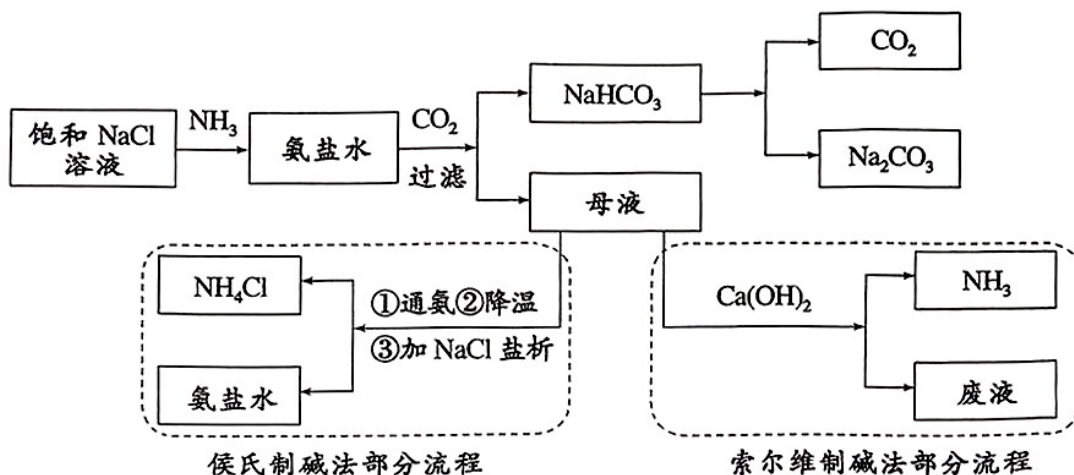 饱和 NaCl
溶液
NH₃
氨盐水
CO₂
过滤
NaHCO₃
母液
CO₂
Na₂CO₃
NH₄Cl
氨盐水
①通氨②降温
③加 NaCl 盐析
Ca(OH)₂
NH₃
废液
侯氏制碱法部分流程
索尔维制碱法部分流程